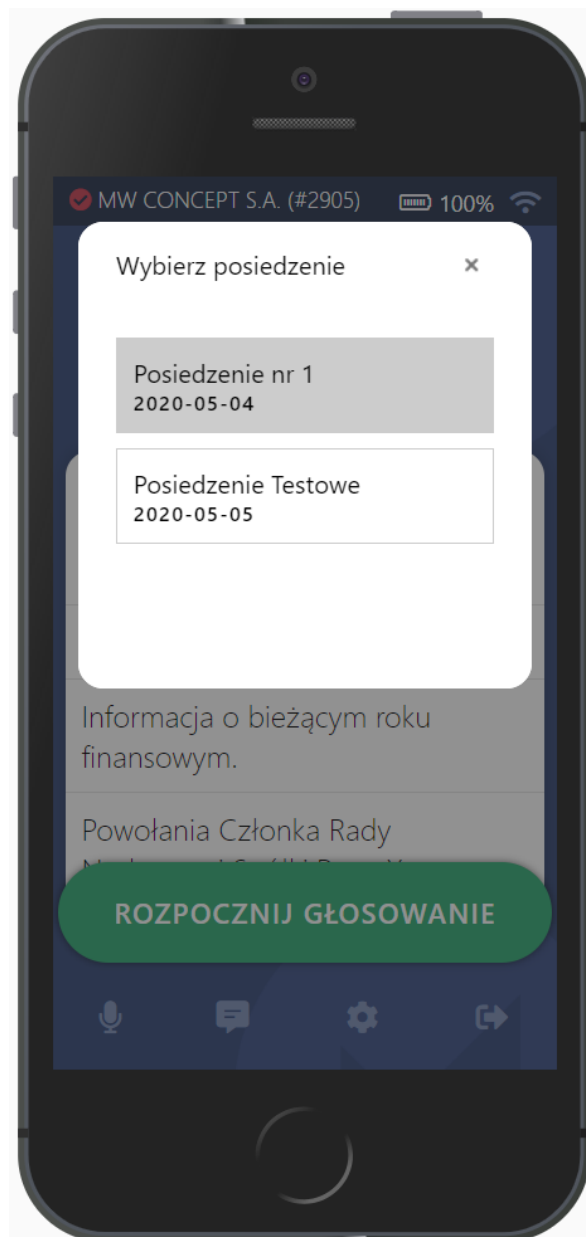 MW CONCEPT S.A. (#2905) 100%
Wybierz posiedzenie ×
Posiedzenie nr 1
2020-05-04
Posiedzenie Testowe
2020-05-05
Informacja o bieżącym roku
finansowym.
Powołania Członka Rady
ROZPOCZNIJ GŁOSOWANIE